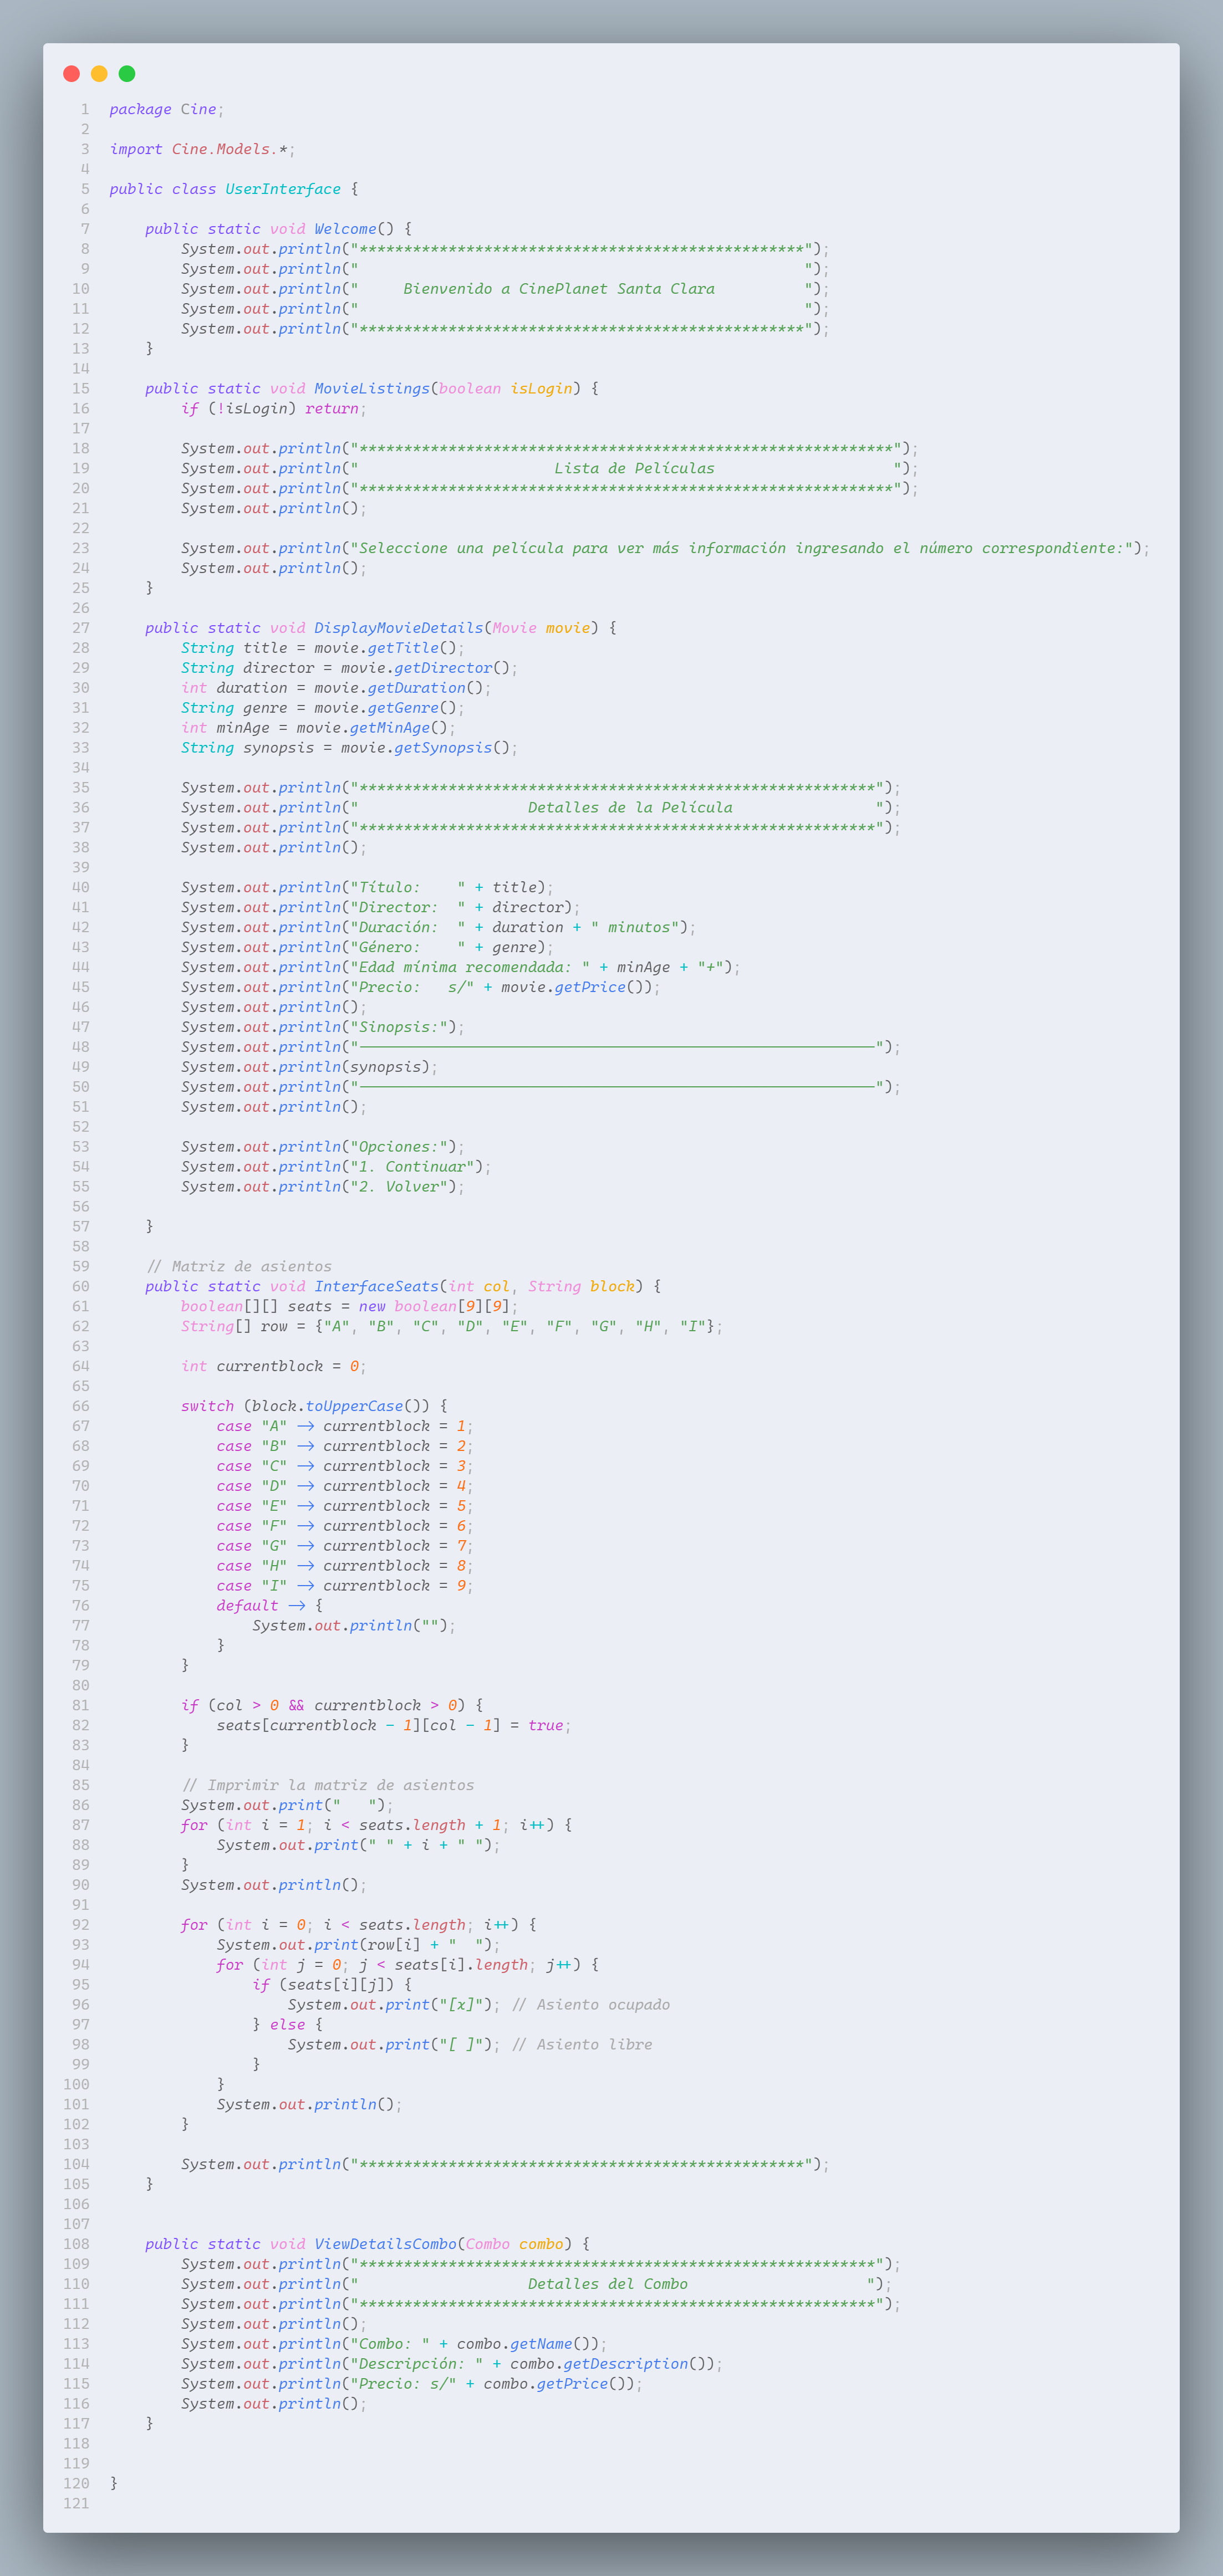 1 package Cine;
2
3 import Cine.Models.*;
4
5 public class UserInterface {
6
7     public static void Welcome() {
8         System.out.println("**************************************************");
9         System.out.println("                                                  ");
10         System.out.println("     Bienvenido a CinePlanet Santa Clara          ");
11         System.out.println("                                                  ");
12         System.out.println("**************************************************");
13     }
14
15     public static void MovieListings(boolean isLogin) {
16         if (!isLogin) return;
17
18         System.out.println("************************************************************");
19         System.out.println("                      Lista de Películas                    ");
20         System.out.println("************************************************************");
21         System.out.println();
22
23         System.out.println("Seleccione una película para ver más información ingresando el número correspondiente:");
24         System.out.println();
25     }
26
27     public static void DisplayMovieDetails(Movie movie) {
28         String title = movie.getTitle();
29         String director = movie.getDirector();
30         int duration = movie.getDuration();
31         String genre = movie.getGenre();
32         int minAge = movie.getMinAge();
33         String synopsis = movie.getSynopsis();
34
35         System.out.println("**********************************************************");
36         System.out.println("                   Detalles de la Película                ");
37         System.out.println("**********************************************************");
38         System.out.println();
39
40         System.out.println("Título:    " + title);
41         System.out.println("Director:  " + director);
42         System.out.println("Duración:  " + duration + " minutos");
43         System.out.println("Género:    " + genre);
44         System.out.println("Edad mínima recomendada: " + minAge + "+");
45         System.out.println("Precio:   s/" + movie.getPrice());
46         System.out.println();
47         System.out.println("Sinopsis:");
48         System.out.println("----------------------------------------------------------");
49         System.out.println(synopsis);
50         System.out.println("----------------------------------------------------------");
51         System.out.println();
52
53         System.out.println("Opciones:");
54         System.out.println("1. Continuar");
55         System.out.println("2. Volver");
56
57     }
58
59     // Matriz de asientos
60     public static void InterfaceSeats(int col, String block) {
61         boolean[][] seats = new boolean[9][9];
62         String[] row = {"A", "B", "C", "D", "E", "F", "G", "H", "I"};
63
64         int currentblock = 0;
65
66         switch (block.toUpperCase()) {
67             case "A" -> currentblock = 1;
68             case "B" -> currentblock = 2;
69             case "C" -> currentblock = 3;
70             case "D" -> currentblock = 4;
71             case "E" -> currentblock = 5;
72             case "F" -> currentblock = 6;
73             case "G" -> currentblock = 7;
74             case "H" -> currentblock = 8;
75             case "I" -> currentblock = 9;
76             default -> {
77                 System.out.println("");
78             }
79         }
80
81         if (col > 0 && currentblock > 0) {
82             seats[currentblock - 1][col - 1] = true;
83         }
84
85         // Imprimir la matriz de asientos
86         System.out.print("   ");
87         for (int i = 1; i < seats.length + 1; i++) {
88             System.out.print(" " + i + " ");
89         }
90         System.out.println();
91
92         for (int i = 0; i < seats.length; i++) {
93             System.out.print(row[i] + "  ");
94             for (int j = 0; j < seats[i].length; j++) {
95                 if (seats[i][j]) {
96                     System.out.print("[x]"); // Asiento ocupado
97                 } else {
98                     System.out.print("[ ]"); // Asiento libre
99                 }
100             }
101             System.out.println();
102         }
103
104         System.out.println("**************************************************");
105     }
106
107
108     public static void ViewDetailsCombo(Combo combo) {
109         System.out.println("**********************************************************");
110         System.out.println("                   Detalles del Combo                    ");
111         System.out.println("**********************************************************");
112         System.out.println();
113         System.out.println("Combo: " + combo.getName());
114         System.out.println("Descripción: " + combo.getDescription());
115         System.out.println("Precio: s/" + combo.getPrice());
116         System.out.println();
117     }
118
119
120 }
121